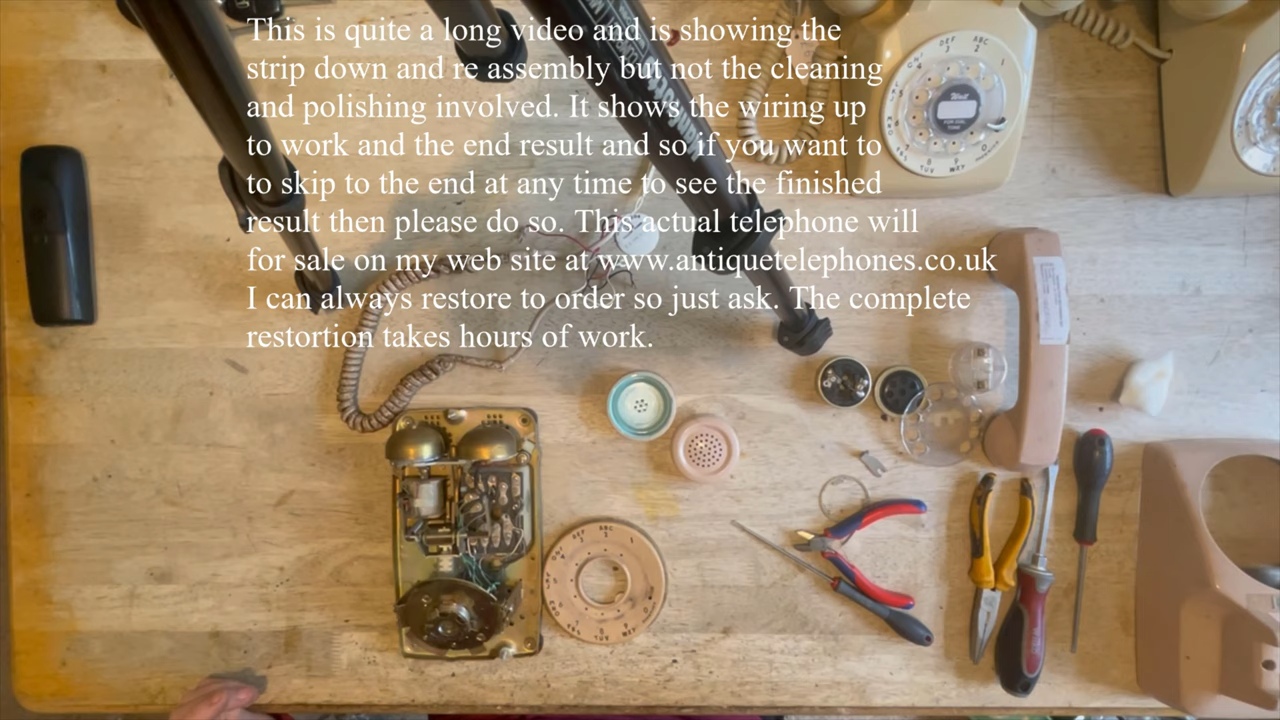 This is quite a long video and is showing the
strip down and re assembly but not the cleaning
and polishing involved. It shows the wiring up
to work and the end result and so if you want to
to skip to the end at any time to see the finished
result then please do so. This actual telephone will
for sale on my web site at www.antiquetelephones.co.uk
I can always restore to order so just ask. The complete
restortion takes hours of work.